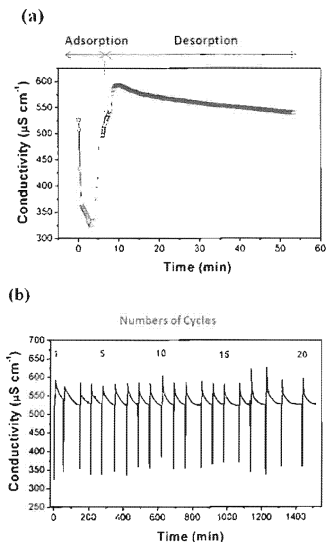 (a)
Adsorption Desorption
600
550
500
450
400
350
300
Conductivity (µS cm⁻¹)
0 10 20 30 40 50 60
Time (min)
(b)
Numbers of Cycles
1 5 10 15 20
700
650
600
550
500
450
400
350
300
250
Conductivity (µS cm⁻¹)
0 200 400 600 800 1000 1200 1400
Time (min)